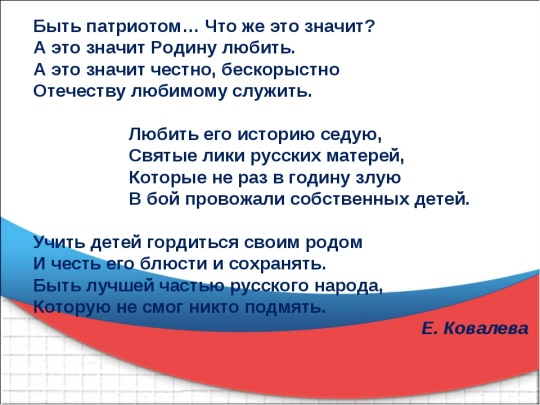 Быть патриотом… Что же это значит?
А это значит Родину любить.
А это значит честно, бескорыстно
Отечеству любимому служить.
Любить его историю седую,
Святые лики русских матерей,
Которые не раз в годину злую
В бой провожали собственных детей.
Учить детей гордиться своим родом
И честь его блюсти и сохранять.
Быть лучшей частью русского народа,
Которую не смог никто подмять.
Е. Ковалева